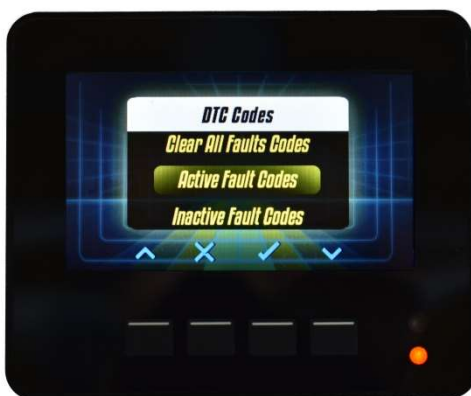 DTC Codes
Clear All Faults Codes
Active Fault Codes
Inactive Fault Codes